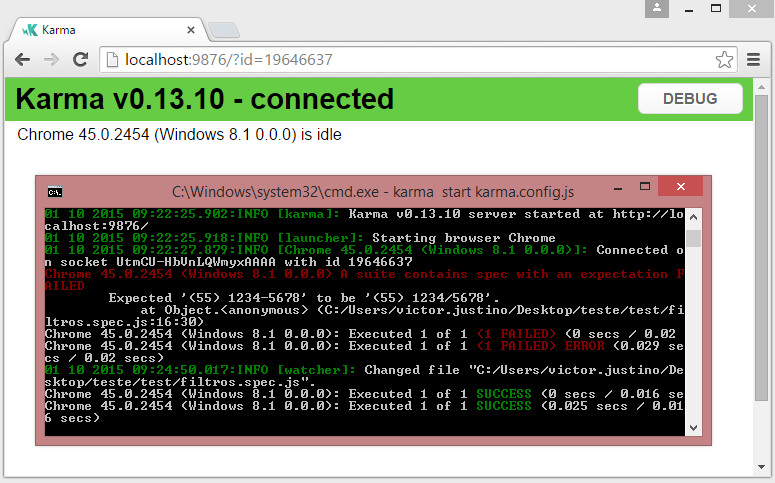 Karma
localhost:9876/?id=19646637
Karma v0.13.10 - connected
DEBUG
Chrome 45.0.2454 (Windows 8.1 0.0.0) is idle
C:\Windows\system32\cmd.exe - karma  start karma.config.js
01 10 2015 09:22:25.902:INFO [karma]: Karma v0.13.10 server started at http://lo
calhost:9876/
01 10 2015 09:22:25.918:INFO [launcher]: Starting browser Chrome
01 10 2015 09:22:27.879:INFO [Chrome 45.0.2454 (Windows 8.1 0.0.0)]: Connected o
n socket UtmCU-HbVnLQWmyxAAAA with id 19646637
Chrome 45.0.2454 (Windows 8.1 0.0.0) A suite contains spec with an expectation F
AILED
Expected '(55) 1234-5678' to be '(55) 1234/5678'.
at Object.(anonymous) (C:/Users/victor.justino/Desktop/teste/test/fi
ltros.spec.js:16:30)
Chrome 45.0.2454 (Windows 8.1 0.0.0): Executed 1 of 1 (1 FAILED) (0 secs / 0.02
Chrome 45.0.2454 (Windows 8.1 0.0.0): Executed 1 of 1 (1 FAILED) ERROR (0.029 se
cs / 0.02 secs)
01 10 2015 09:24:50.017:INFO [watcher]: Changed file "C:/Users/victor.justino/De
sktop/teste/test/filtros.spec.js".
Chrome 45.0.2454 (Windows 8.1 0.0.0): Executed 1 of 1 SUCCESS (0 secs / 0.016 se
Chrome 45.0.2454 (Windows 8.1 0.0.0): Executed 1 of 1 SUCCESS (0.025 secs / 0.01
6 secs)